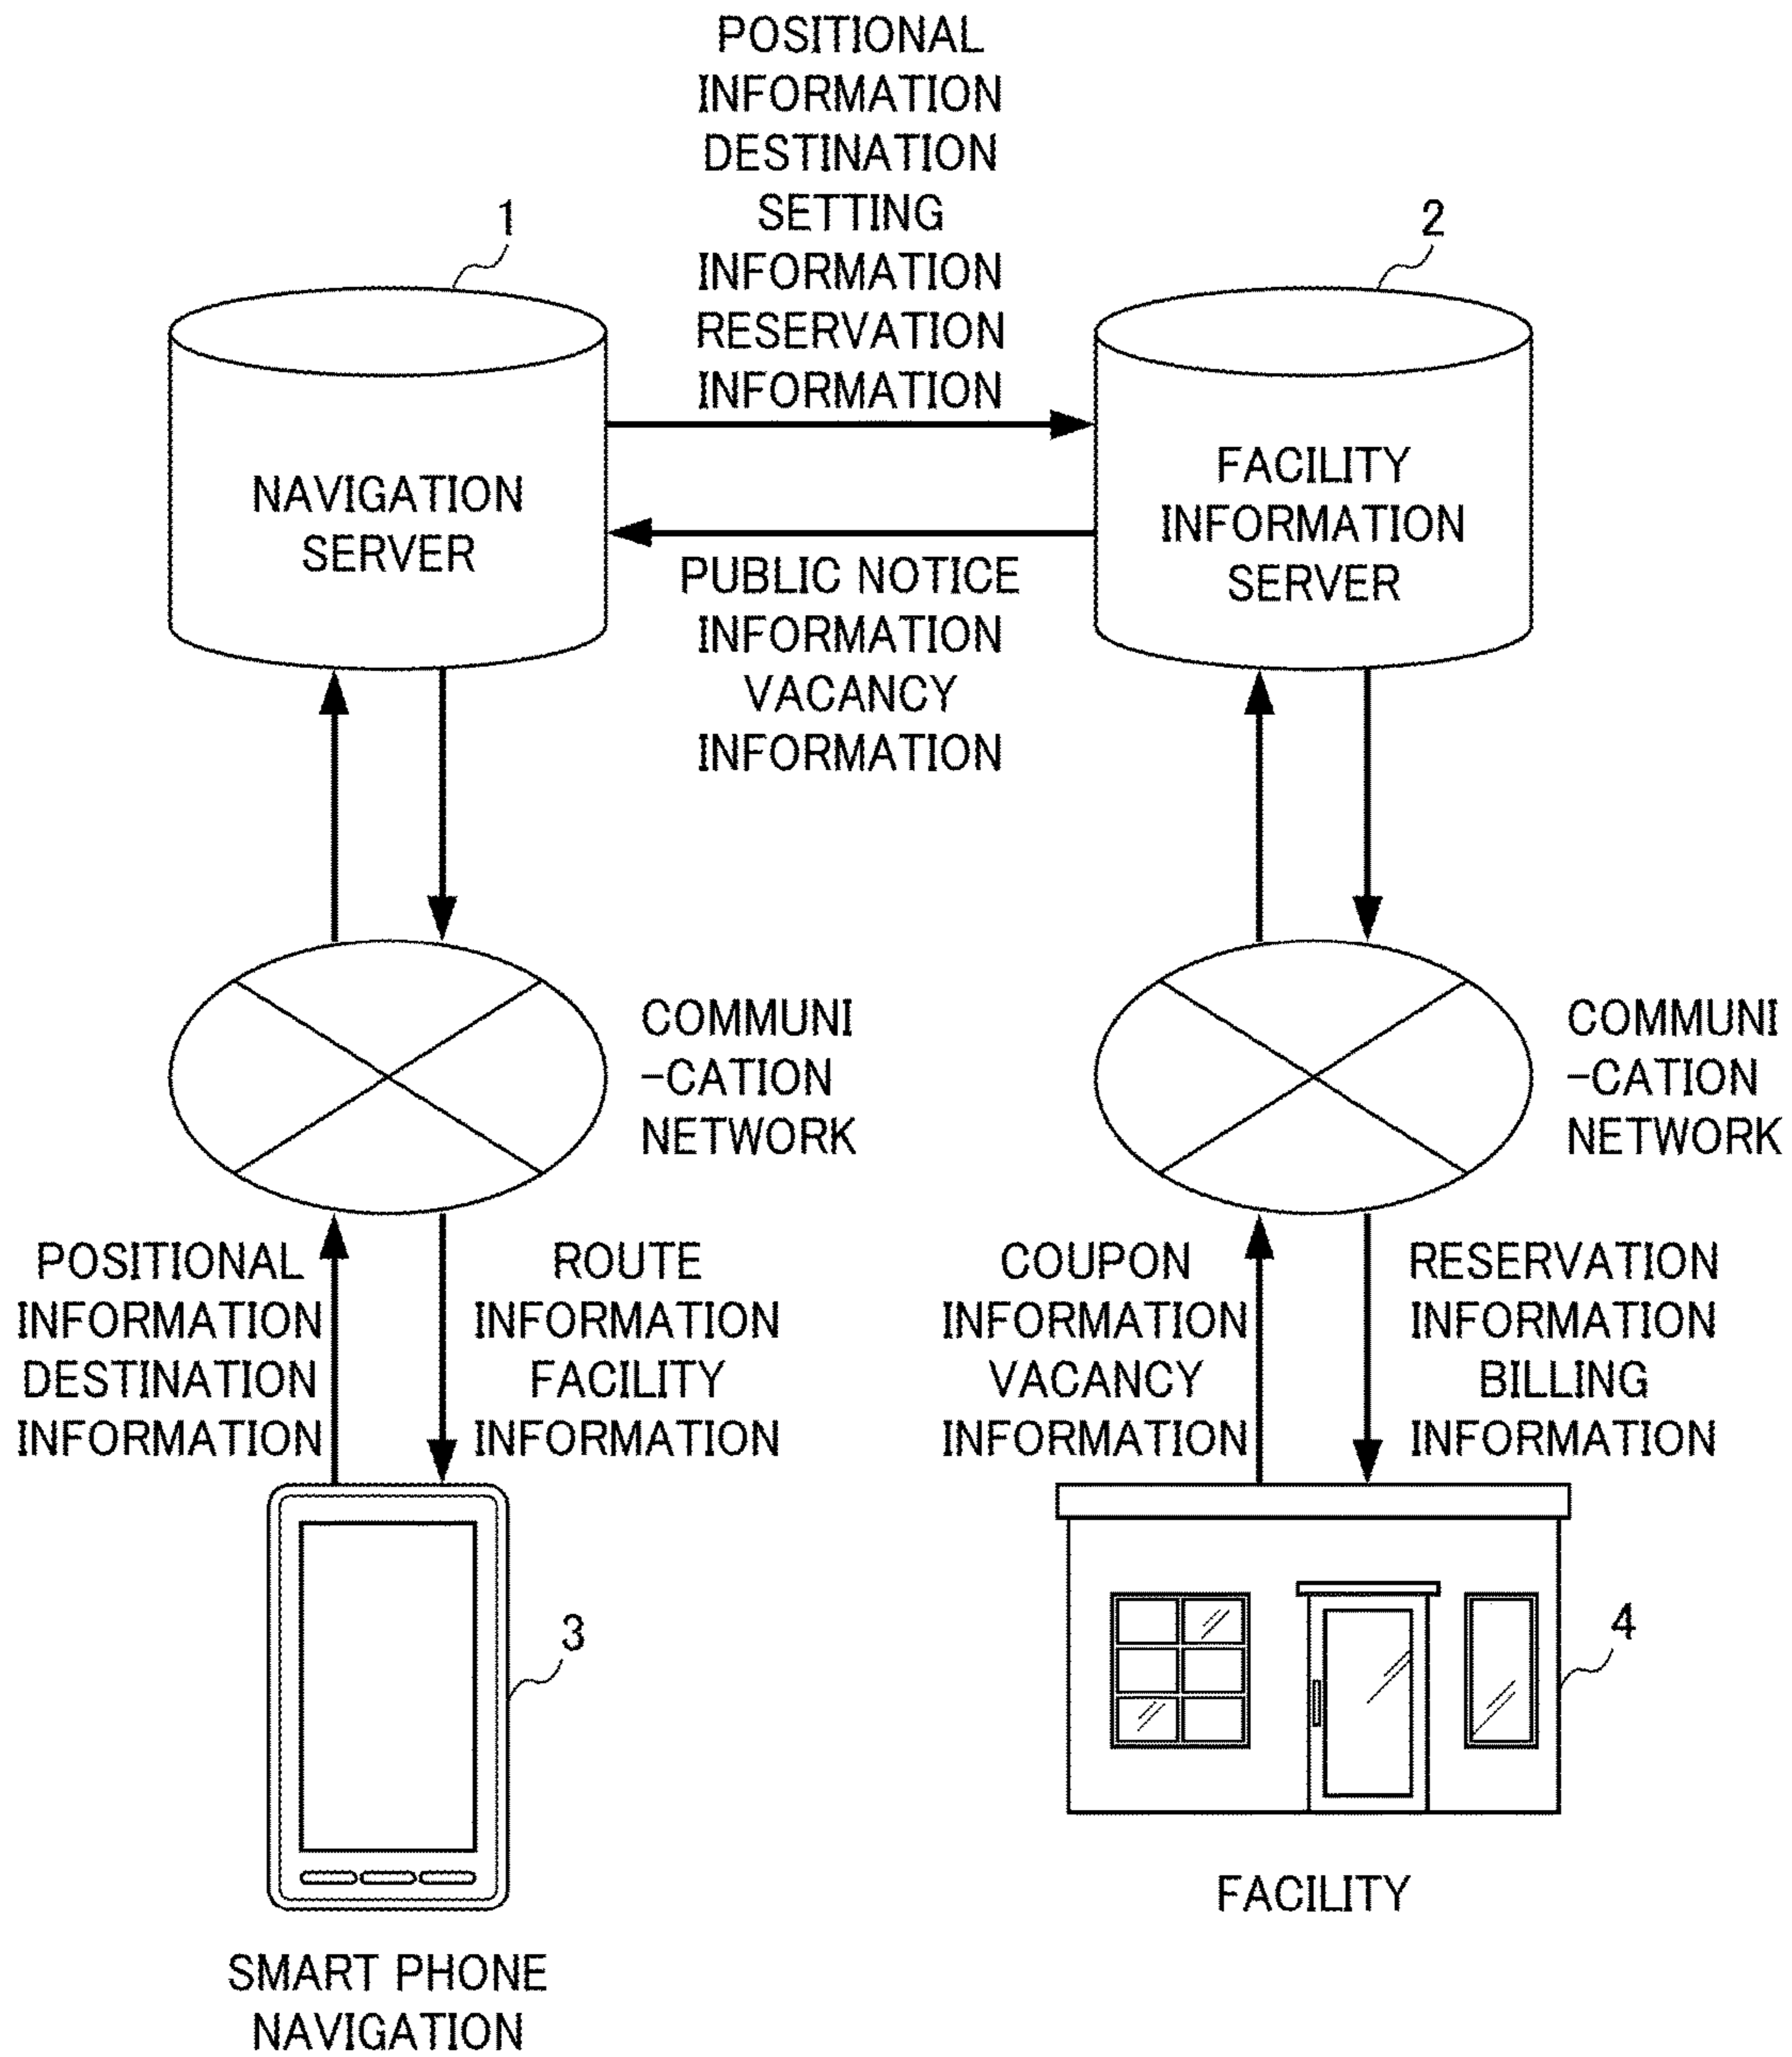 POSITIONAL
INFORMATION
DESTINATION
SETTING
INFORMATION
RESERVATION
INFORMATION
1
2
NAVIGATION
SERVER
FACILITY
INFORMATION
SERVER
PUBLIC NOTICE
INFORMATION
VACANCY
INFORMATION
COMMUNI
-CATION
NETWORK
COMMUNI
-CATION
NETWORK
POSITIONAL
INFORMATION
DESTINATION
INFORMATION
ROUTE
INFORMATION
FACILITY
INFORMATION
COUPON
INFORMATION
VACANCY
INFORMATION
RESERVATION
INFORMATION
BILLING
INFORMATION
3
4
SMART PHONE
NAVIGATION
FACILITY